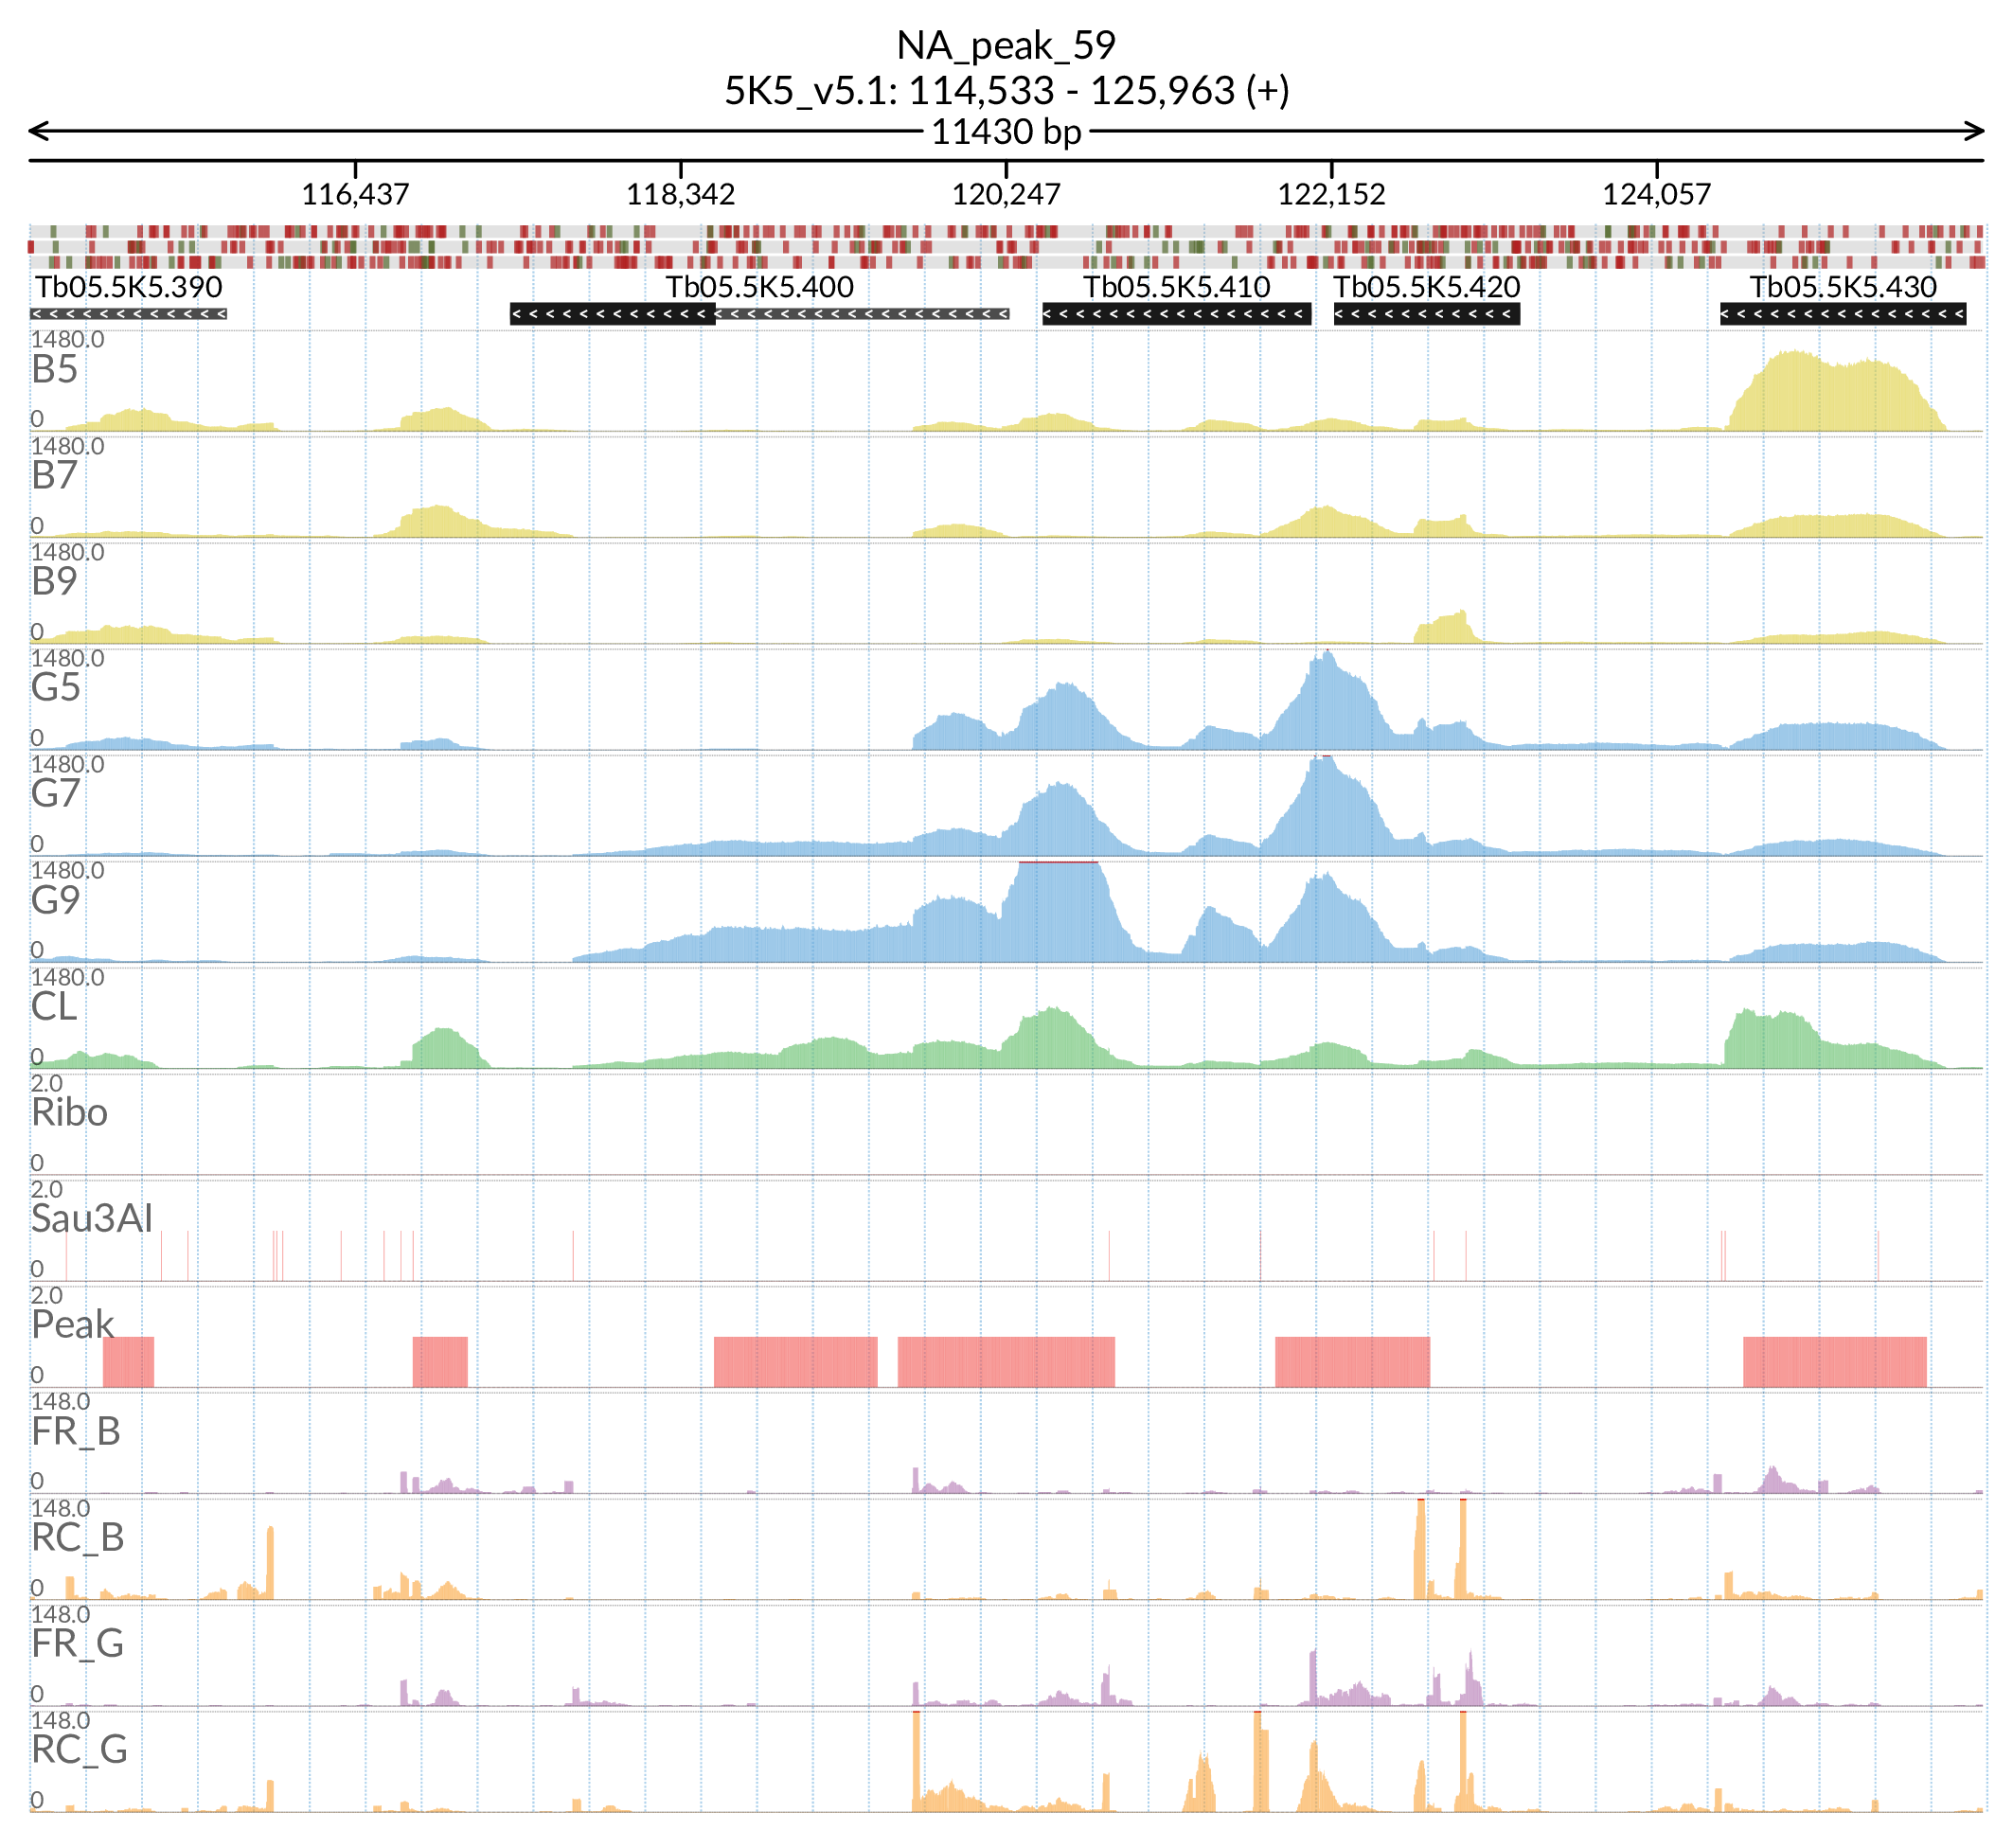 NA_peak_59
5K5_v5.1: 114,533 - 125,963 (+)
11430 bp
116,437 118,342 120,247 122,152 124,057
Tb05.5K5.390 Tb05.5K5.400 Tb05.5K5.410 Tb05.5K5.420 Tb05.5K5.430
1480.0
B5
0
1480.0
B7
0
1480.0
B9
0
1480.0
G5
0
1480.0
G7
0
1480.0
G9
0
1480.0
CL
0
2.0
Ribo
0
2.0
Sau3AI
0
2.0
Peak
0
148.0
FR_B
0
148.0
RC_B
0
148.0
FR_G
0
148.0
RC_G
0